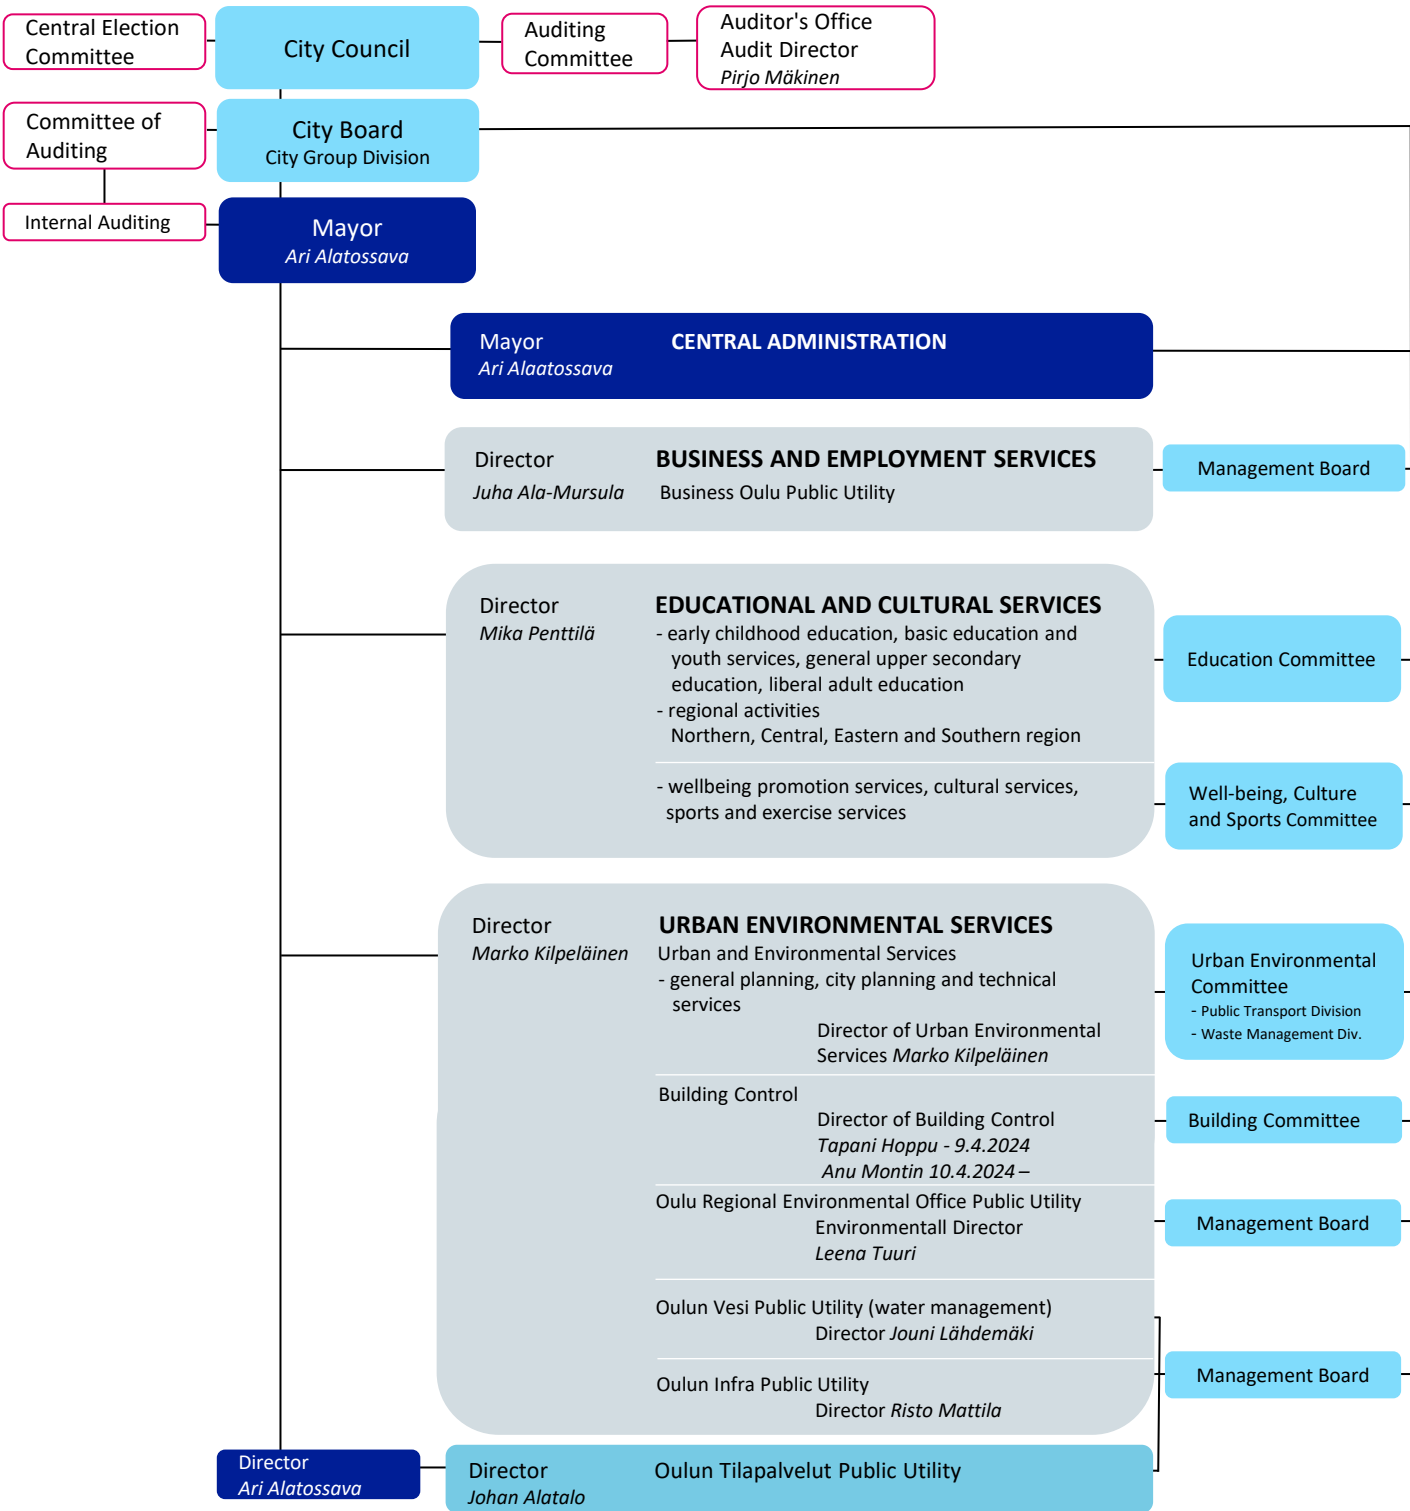 Central Election
Committee
City Council
Auditing
Committee
Auditor's Office
Audit Director
Pirjo Mäkinen
Committee of
Auditing
City Board
City Group Division
Internal Auditing
Mayor
Ari Alatossava
Mayor
Ari Alaatossava
CENTRAL ADMINISTRATION
Director
Juha Ala-Mursula
BUSINESS AND EMPLOYMENT SERVICES
Business Oulu Public Utility
Management Board
Director
Mika Penttilä
EDUCATIONAL AND CULTURAL SERVICES
- early childhood education, basic education and
youth services, general upper secondary
education, liberal adult education
- regional activities
Northern, Central, Eastern and Southern region
Education Committee
- wellbeing promotion services, cultural services,
sports and exercise services
Well-being, Culture
and Sports Committee
Director
Marko Kilpeläinen
URBAN ENVIRONMENTAL SERVICES
Urban and Environmental Services
- general planning, city planning and technical
services
Director of Urban Environmental
Services Marko Kilpeläinen
Urban Environmental
Committee
- Public Transport Division
- Waste Management Div.
Building Control
Director of Building Control
Tapani Hoppu - 9.4.2024
Anu Montin 10.4.2024 –
Building Committee
Oulu Regional Environmental Office Public Utility
Environmentall Director
Leena Tuuri
Management Board
Oulun Vesi Public Utility (water management)
Director Jouni Lähdemäki
Oulun Infra Public Utility
Director Risto Mattila
Management Board
Director
Ari Alatossava
Director
Johan Alatalo
Oulun Tilapalvelut Public Utility